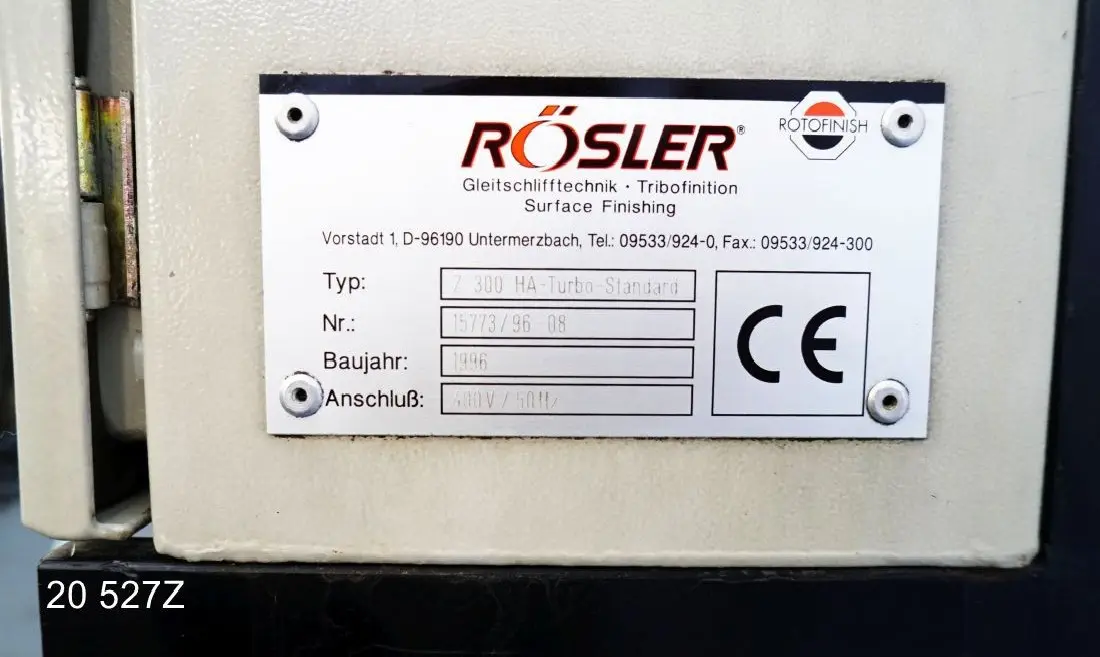 RÖSLER®
ROTOFINISH
Gleitschlifftechnik · Tribofinition
Surface Finishing
Vorstadt 1, D-96190 Untermerzbach, Tel.: 09533/924-0, Fax.: 09533/924-300
Typ: Z 300 HA-Turbo-Standard
Nr.: 15773/96 08
Baujahr: 1996
Anschluß: 400V/50Hz
CE
20 527Z